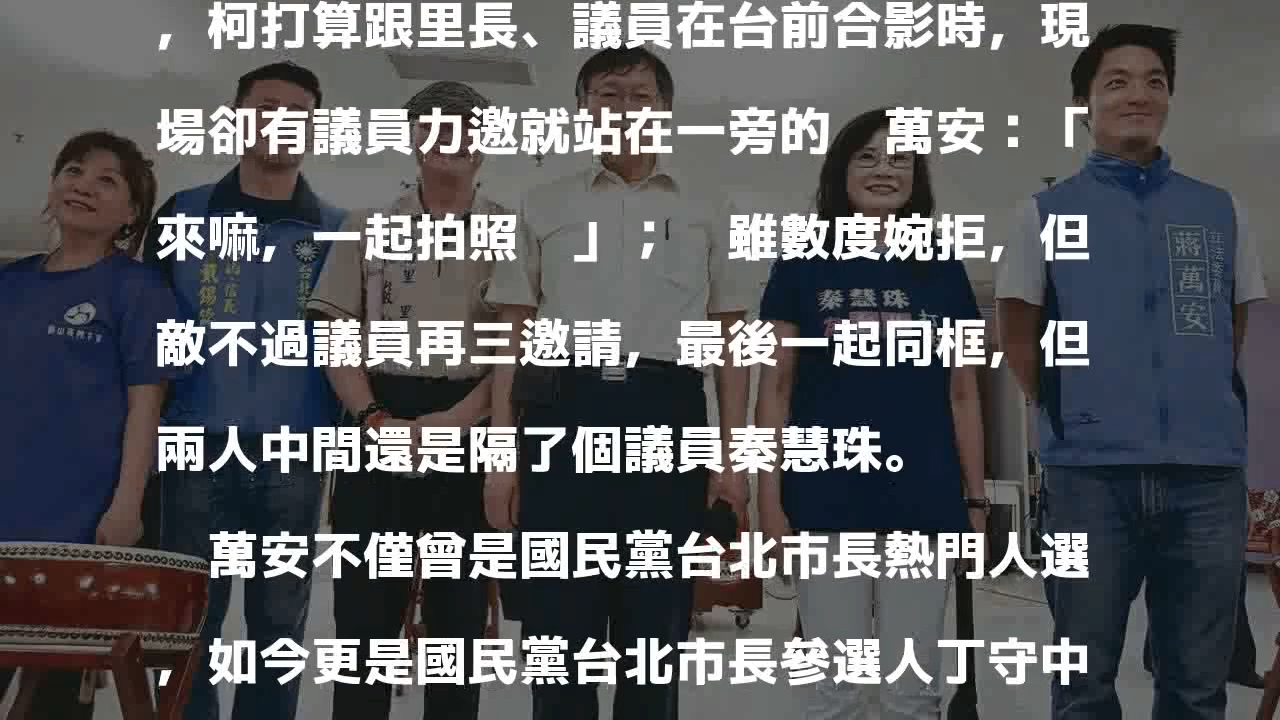 ，柯打算跟里長、議員在台前合影時，現
場卻有議員力邀就站在一旁的　萬安：「
來嘛，一起拍照　」；　雖數度婉拒，但
敵不過議員再三邀請，最後一起同框，但
兩人中間還是隔了個議員秦慧珠。
　萬安不僅曾是國民黨台北市長熱門人選
，如今更是國民黨台北市長參選人丁守中
立法委員
蔣萬安
秦慧珠